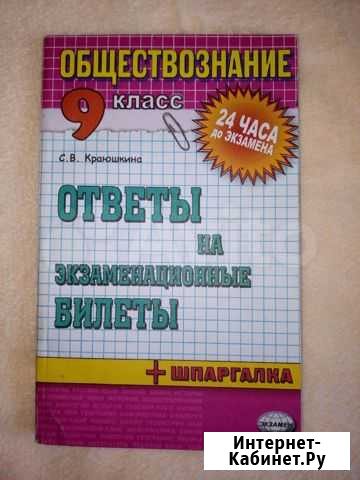 ОБЩЕСТВОЗНАНИЕ
9 класс
24 ЧАСА
ДО ЭКЗАМЕНА
С.В. Краюшкина
ОТВЕТЫ
НА
ЭКЗАМЕНАЦИОННЫЕ
БИЛЕТЫ
+ ШПАРГАЛКА
ЭКЗАМЕН
Интернет-
Кабинет.Ру